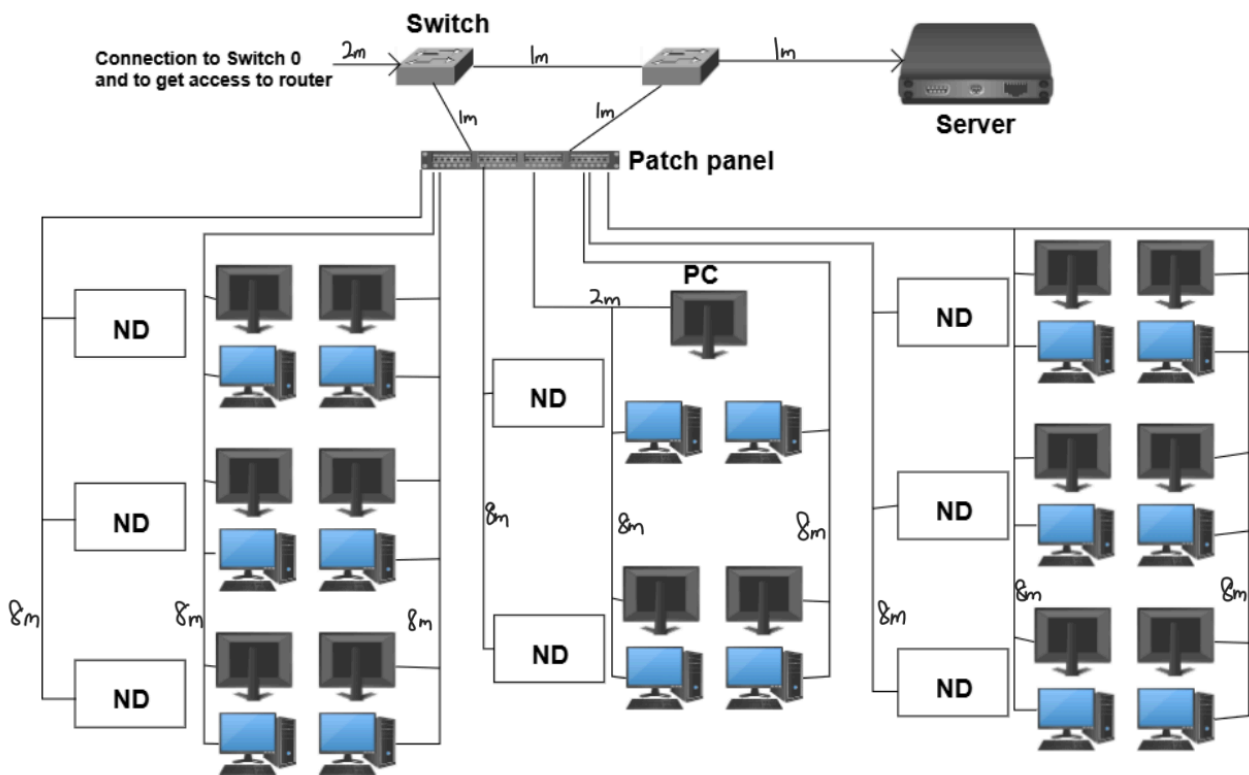 Switch
Connection to Switch 0
and to get access to router
2m
1m
1m
Server
1m
1m
Patch panel
PC
2m
ND
ND
ND
ND
ND
ND
ND
ND
8m
8m
8m
8m
8m
8m
8m
8m
8m